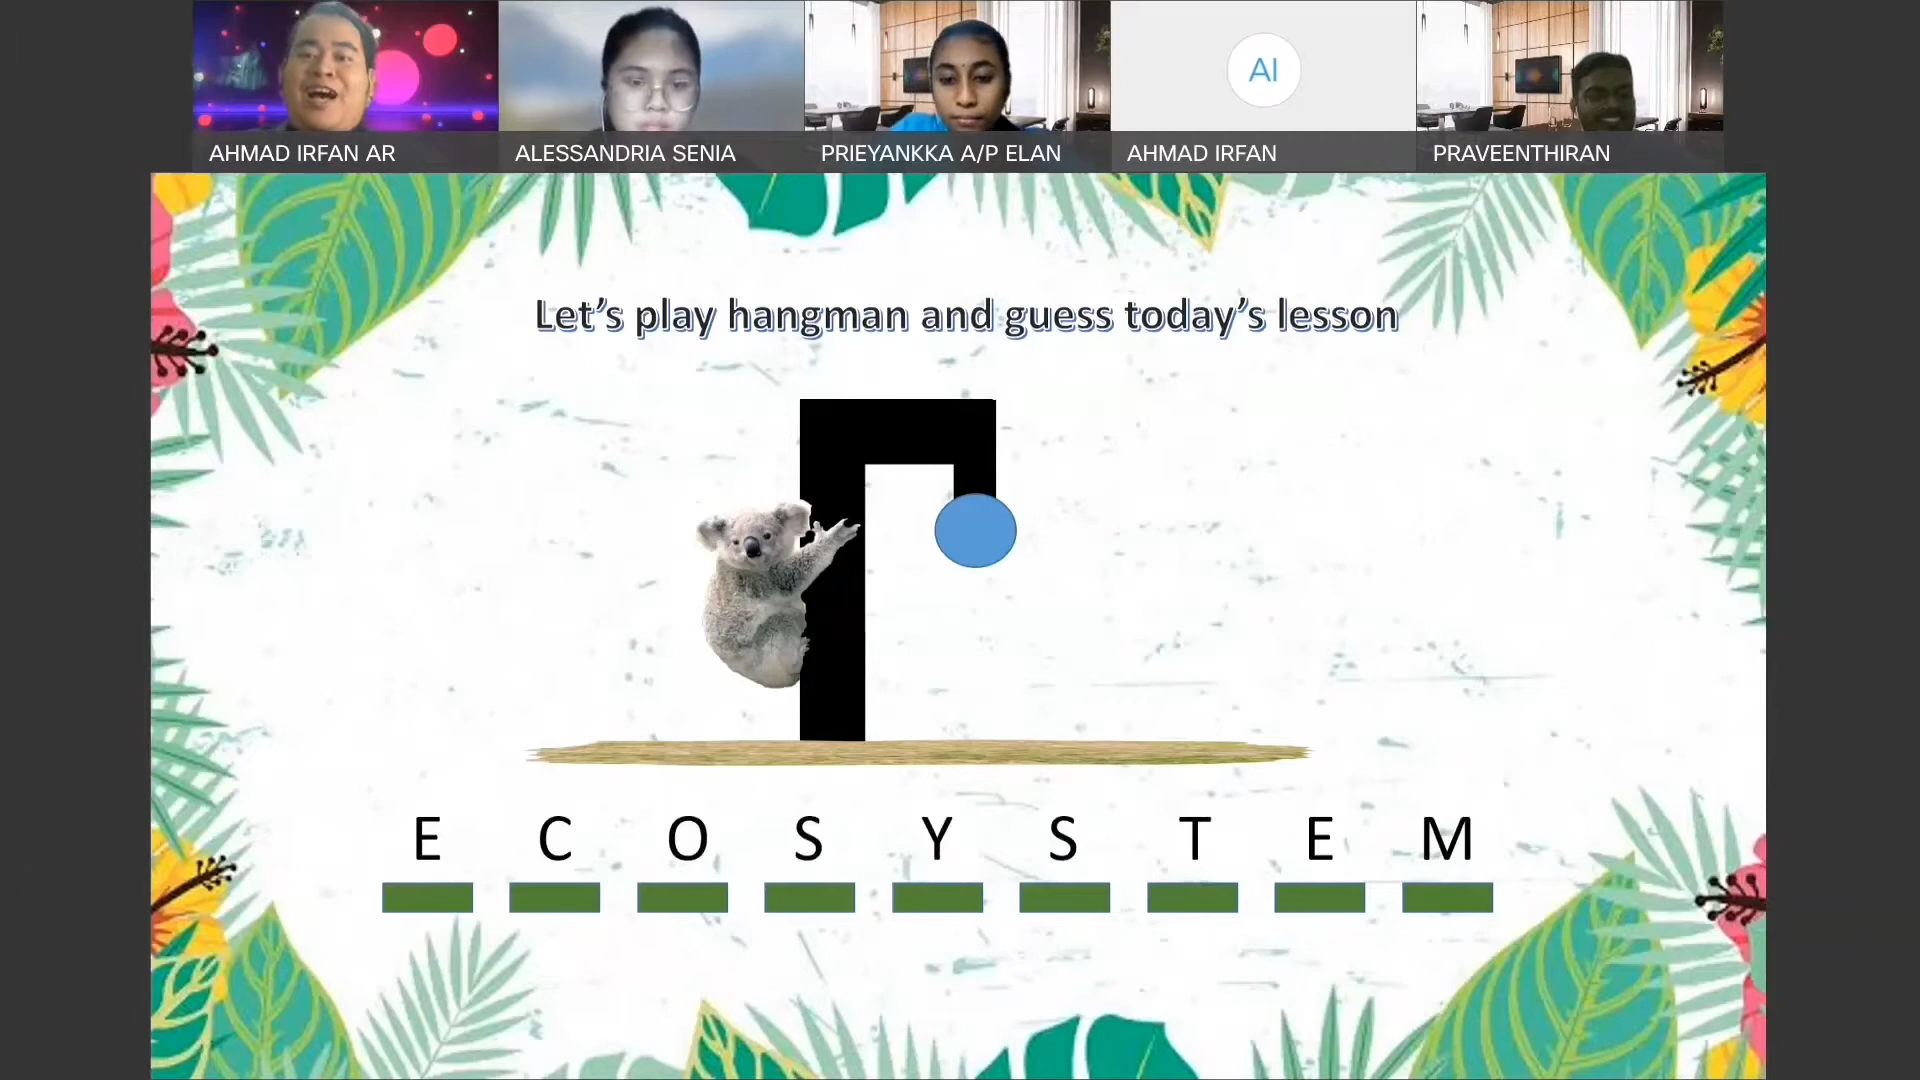 AI
AHMAD IRFAN AR
ALESSANDRIA SENIA
PRIEYANKKA A/P ELAN
AHMAD IRFAN
PRAVEENTHIRAN
Let’s play hangman and guess today’s lesson
E C O S Y S T E M